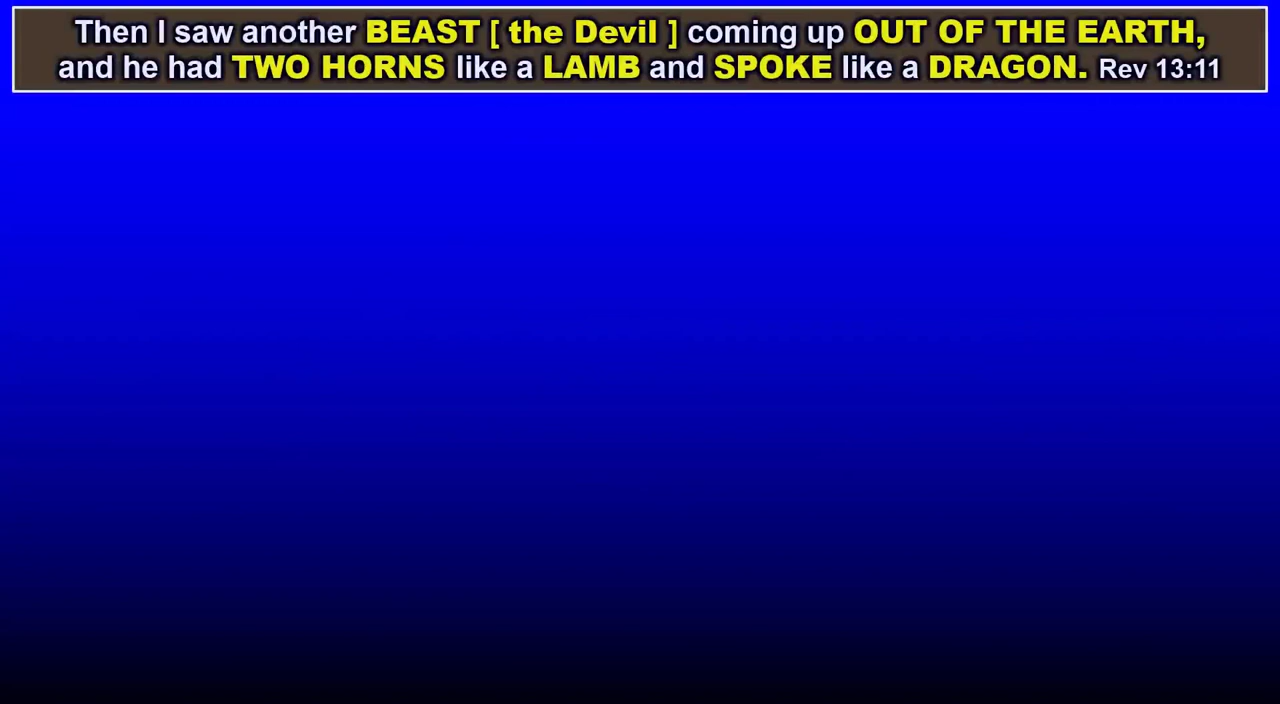 Then I saw another BEAST [ the Devil ] coming up OUT OF THE EARTH,
and he had TWO HORNS like a LAMB and SPOKE like a DRAGON. Rev 13:11